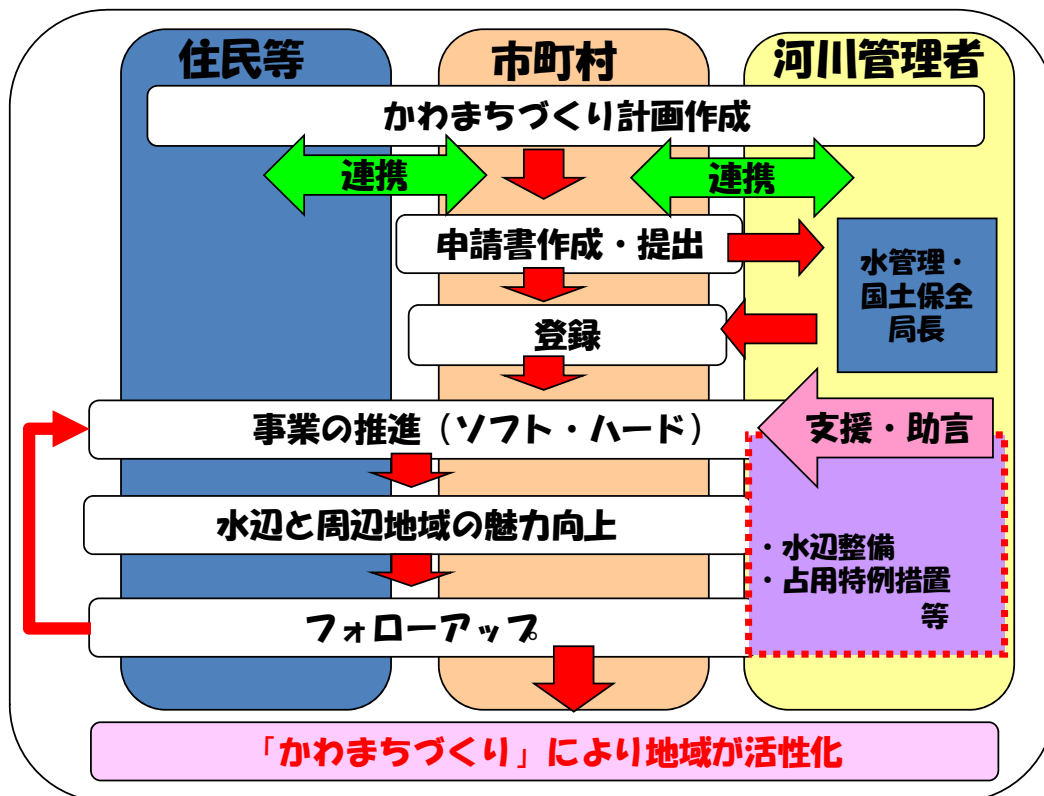 住民等
市町村
河川管理者
かわまちづくり計画作成
連携
連携
申請書作成・提出
水管理・
国土保全
局長
登録
事業の推進（ソフト・ハード）
支援・助言
水辺と周辺地域の魅力向上
・水辺整備
・占用特例措置
等
フォローアップ
「かわまちづくり」により地域が活性化